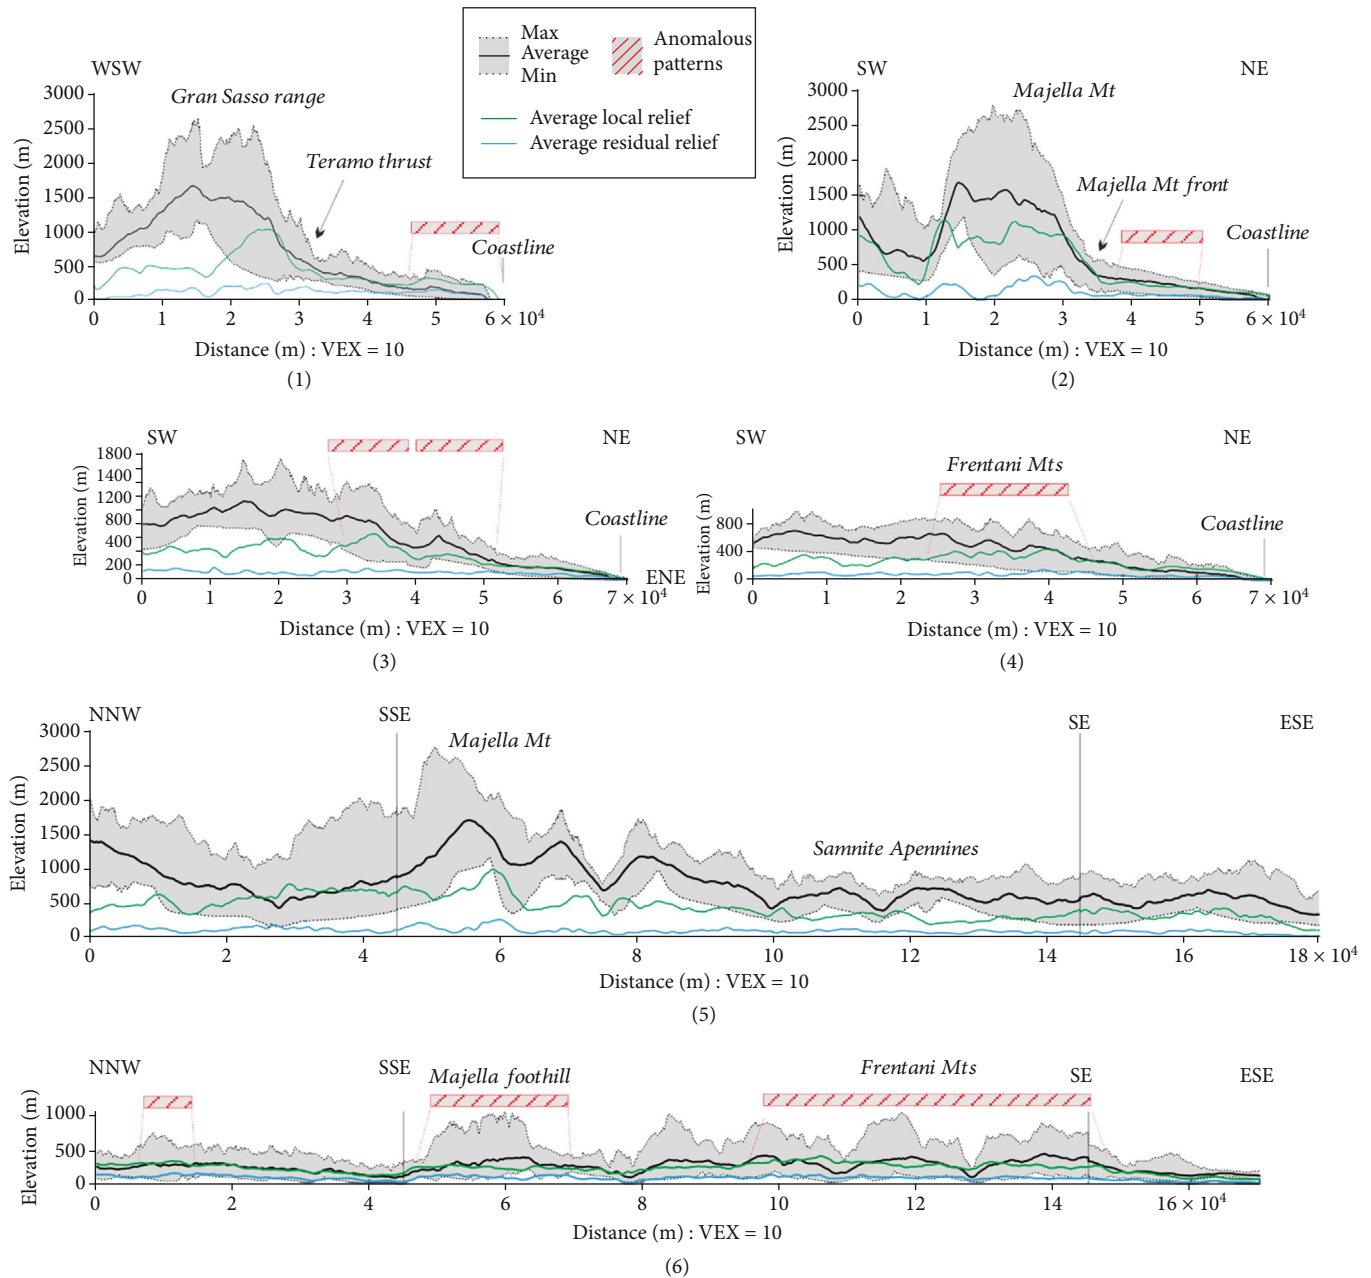 Max
Average
Min
Anomalous
patterns
Average local relief
Average residual relief
WSW
Gran Sasso range
Teramo thrust
Coastline
Elevation (m)
3000
2500
2000
1500
1000
500
0
0 1 2 3 4 5 6 × 10⁴
Distance (m) : VEX = 10
(1)
SW
NE
Majella Mt
Majella Mt front
Coastline
Elevation (m)
3000
2500
2000
1500
1000
500
0
0 1 2 3 4 5 6 × 10⁴
Distance (m) : VEX = 10
(2)
SW
NE
Coastline
ENE
Elevation (m)
1800
1400
1200
800
400
200
0
0 1 2 3 4 5 6 7 × 10⁴
Distance (m) : VEX = 10
(3)
SW
NE
Frentani Mts
Coastline
Elevation (m)
800
400
0
0 1 2 3 4 5 6 7 × 10⁴
Distance (m) : VEX = 10
(4)
NNW
SSE
SE
ESE
Majella Mt
Samnite Apennines
Elevation (m)
3000
2500
2000
1500
1000
500
0
0 2 4 6 8 10 12 14 16 18 × 10⁴
Distance (m) : VEX = 10
(5)
NNW
SSE
SE
ESE
Majella foothill
Frentani Mts
Elevation (m)
1000
500
0
0 2 4 6 8 10 12 14 16 × 10⁴
Distance (m) : VEX = 10
(6)